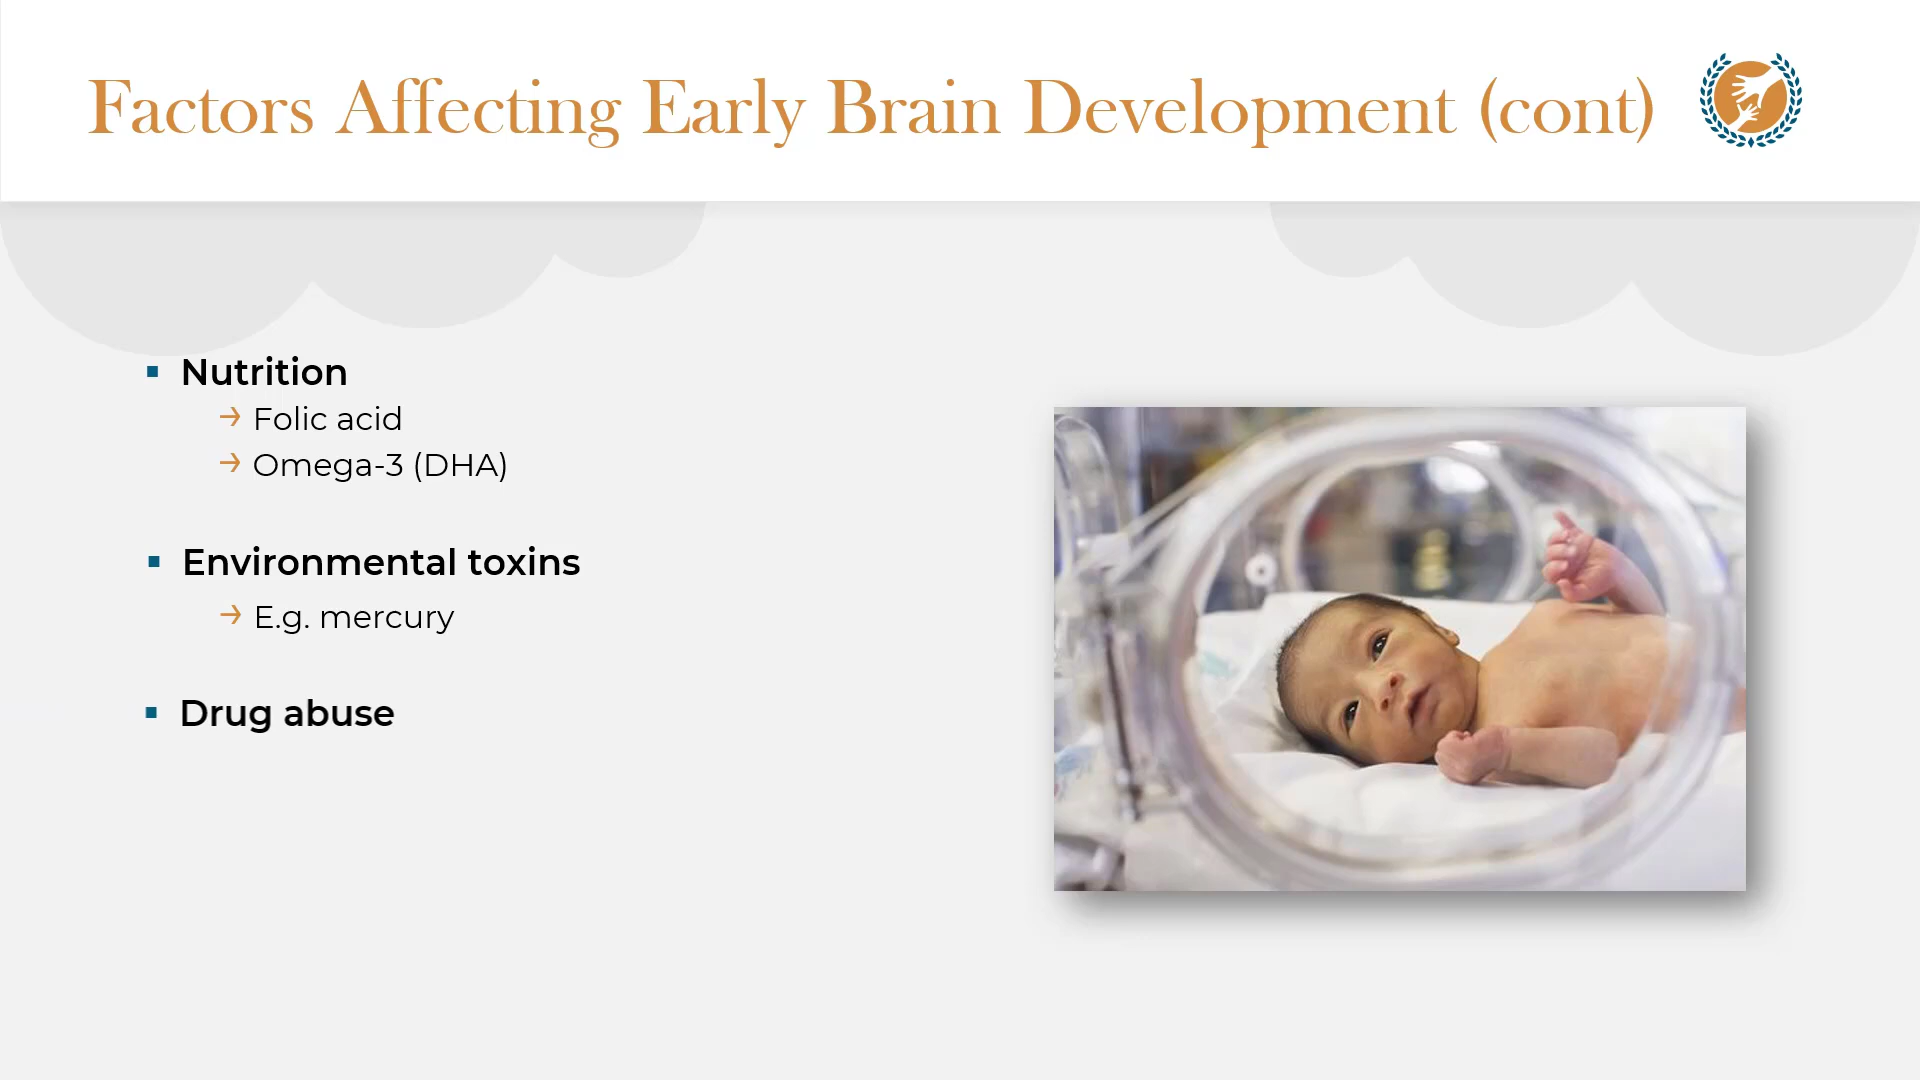 Factors Affecting Early Brain Development (cont)
Nutrition
Folic acid
Omega-3 (DHA)
Environmental toxins
E.g. mercury
Drug abuse